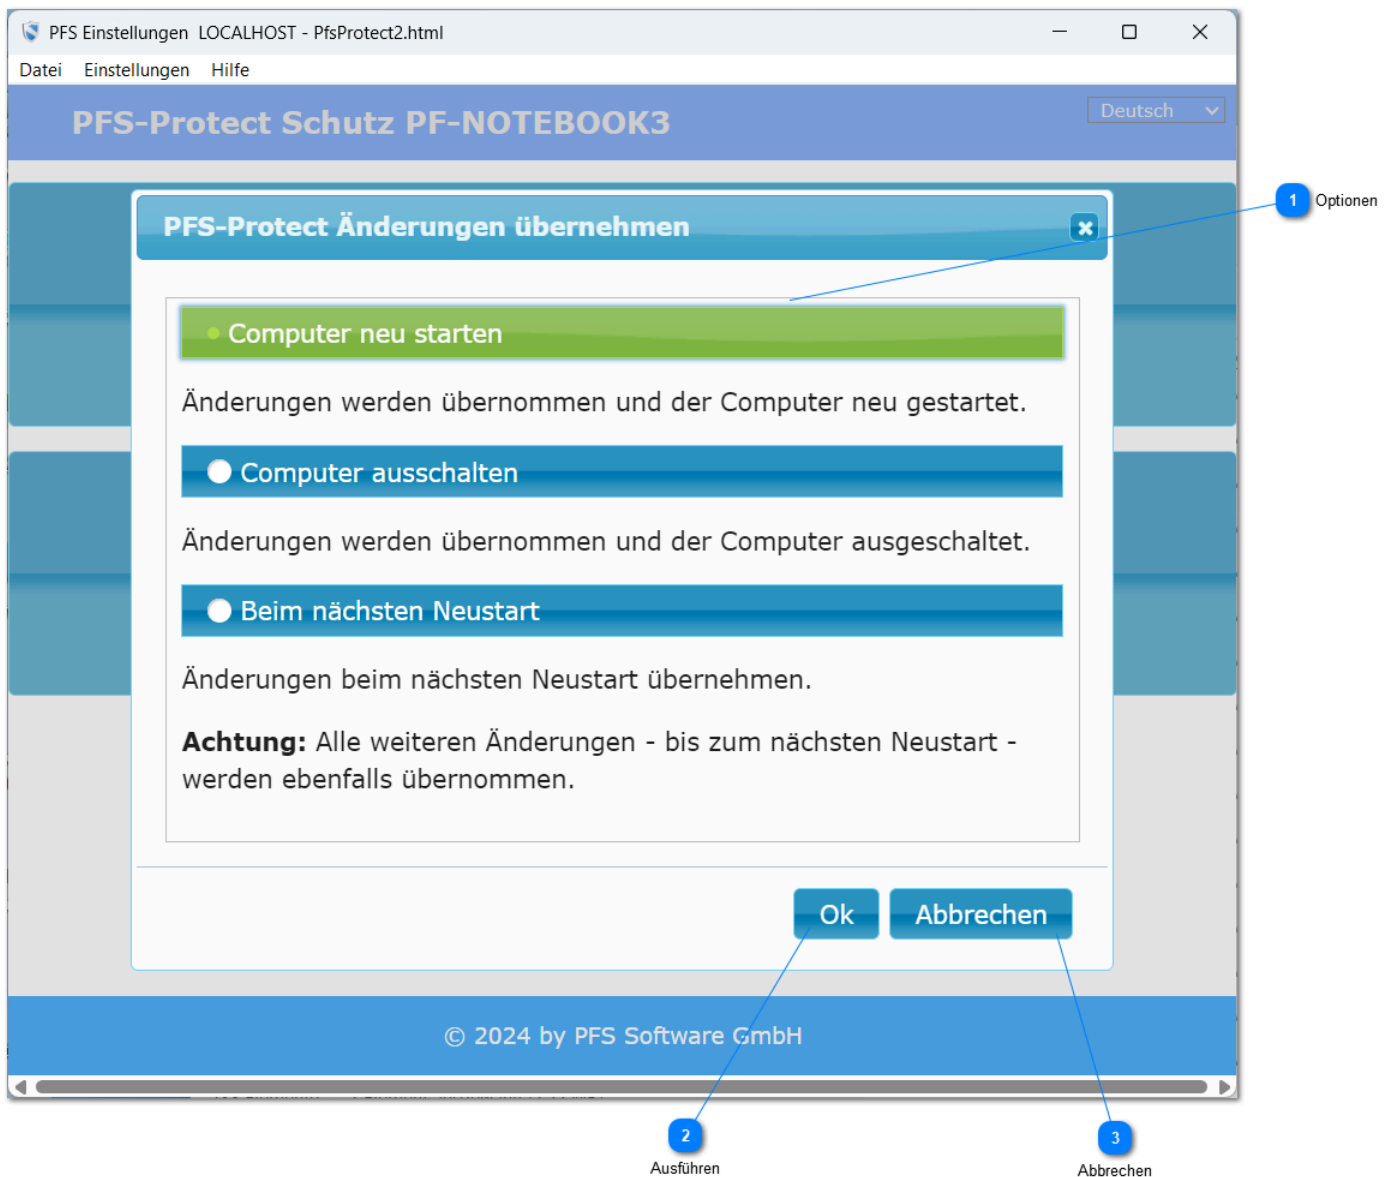 PFS Einstellungen LOCALHOST - PfsProtect2.html
Datei Einstellungen Hilfe
PFS-Protect Schutz PF-NOTEBOOK3
Deutsch
PFS-Protect Änderungen übernehmen
1 Optionen
Computer neu starten
Änderungen werden übernommen und der Computer neu gestartet.
Computer ausschalten
Änderungen werden übernommen und der Computer ausgeschaltet.
Beim nächsten Neustart
Änderungen beim nächsten Neustart übernehmen.
Achtung: Alle weiteren Änderungen - bis zum nächsten Neustart -
werden ebenfalls übernommen.
Ok Abbrechen
© 2024 by PFS Software GmbH
2
Ausführen
3
Abbrechen